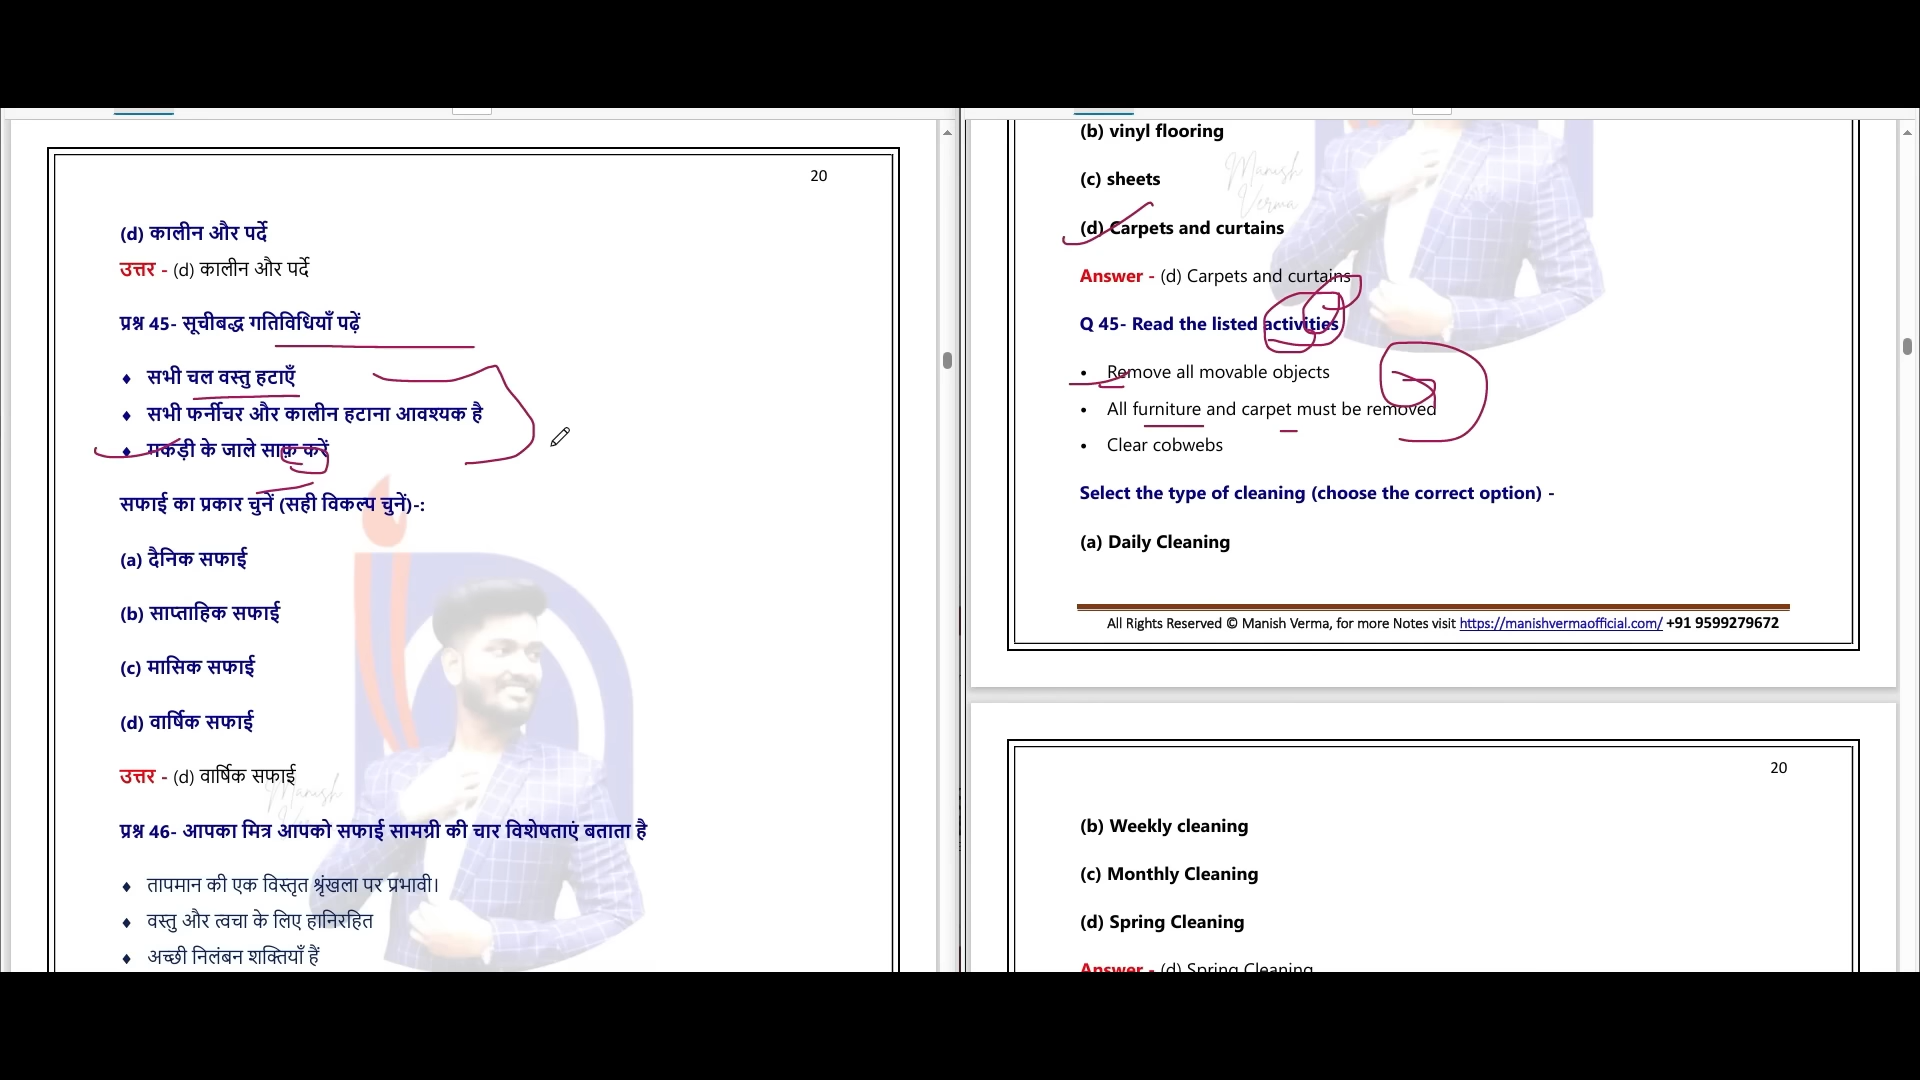 20
(d) कालीन और पर्दे
उत्तर - (d) कालीन और पर्दे
प्रश्न 45- सूचीबद्ध गतिविधियाँ पढ़ें
♦ सभी चल वस्तु हटाएँ
♦ सभी फर्नीचर और कालीन हटाना आवश्यक है
♦ मकड़ी के जाले साफ़ करें
सफाई का प्रकार चुनें (सही विकल्प चुनें)-:
(a) दैनिक सफाई
(b) साप्ताहिक सफाई
(c) मासिक सफाई
(d) वार्षिक सफाई
उत्तर - (d) वार्षिक सफाई
Manish
प्रश्न 46- आपका मित्र आपको सफाई सामग्री की चार विशेषताएं बताता है
♦ तापमान की एक विस्तृत श्रृंखला पर प्रभावी।
♦ वस्तु और त्वचा के लिए हानिरहित
♦ अच्छी निलंबन शक्तियाँ हैं
(b) vinyl flooring
Manish
Verma
(c) sheets
(d) Carpets and curtains
Answer - (d) Carpets and curtains
Q 45- Read the listed activities
• Remove all movable objects
• All furniture and carpet must be removed
• Clear cobwebs
Select the type of cleaning (choose the correct option) -
(a) Daily Cleaning
All Rights Reserved © Manish Verma, for more Notes visit https://manishvermaofficial.com/ +91 9599279672
20
(b) Weekly cleaning
(c) Monthly Cleaning
(d) Spring Cleaning
Answer - (d) Spring Cleaning